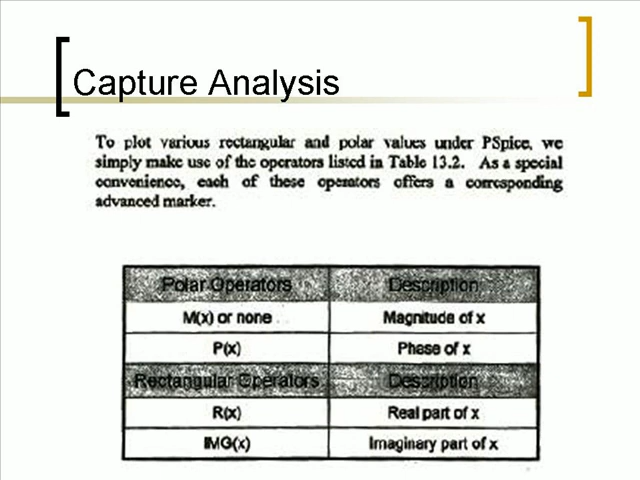 Capture Analysis
To plot various rectangular and polar values under PSpice, we
simply make use of the operators listed in Table 13.2. As a special
convenience, each of these operators offers a corresponding
advanced marker.
Polar Operators Description
M(x) or none Magnitude of x
P(x) Phase of x
Rectangular Operators Description
R(x) Real part of x
IMG(x) Imaginary part of x